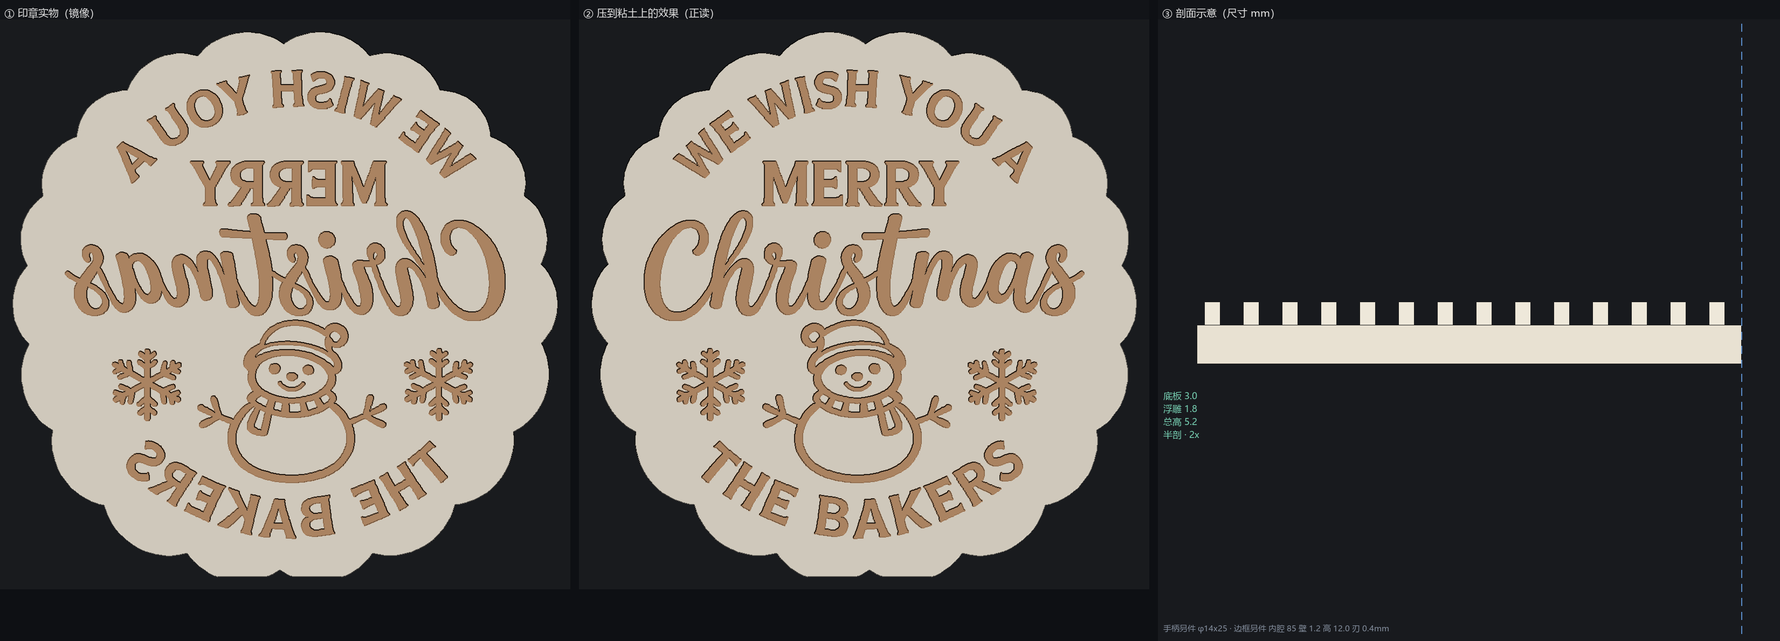 ① 印章实物（镜像）
A UOY HSIW EW
YRREM
samtsirhC
SREKAB EHT
② 压到粘土上的效果（正读）
WE WISH YOU A
MERRY
Christmas
THE BAKERS
③ 剖面示意（尺寸 mm）
底板 3.0
浮雕 1.8
总高 5.2
半剖 · 2x
手柄另件 φ14x25 · 边框另件 内腔 85 壁 1.2 高 12.0 刃 0.4mm